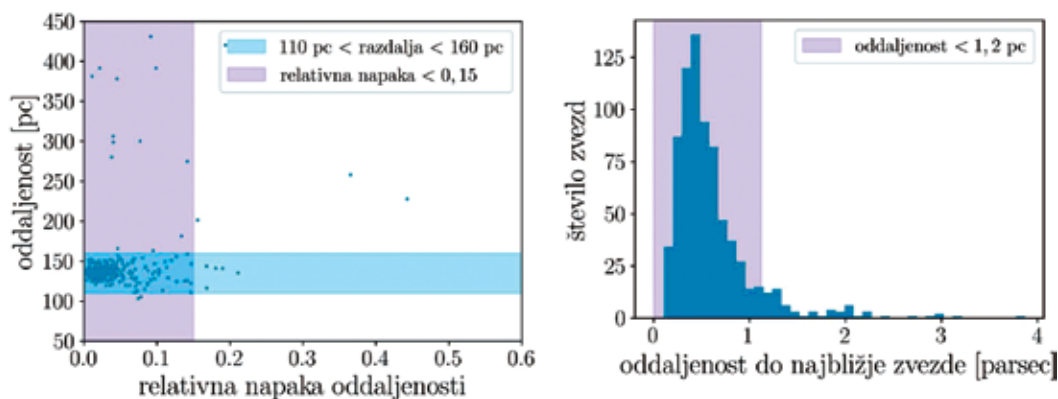 450
400
350
300
250
200
150
100
50
oddaljenost [pc]
110 pc < razdalja < 160 pc
relativna napaka < 0,15
0.0 0.1 0.2 0.3 0.4 0.5 0.6
relativna napaka oddaljenosti
125
100
75
50
25
0
število zvezd
oddaljenost < 1,2 pc
0 1 2 3 4
oddaljenost do najbližje zvezde [parsec]